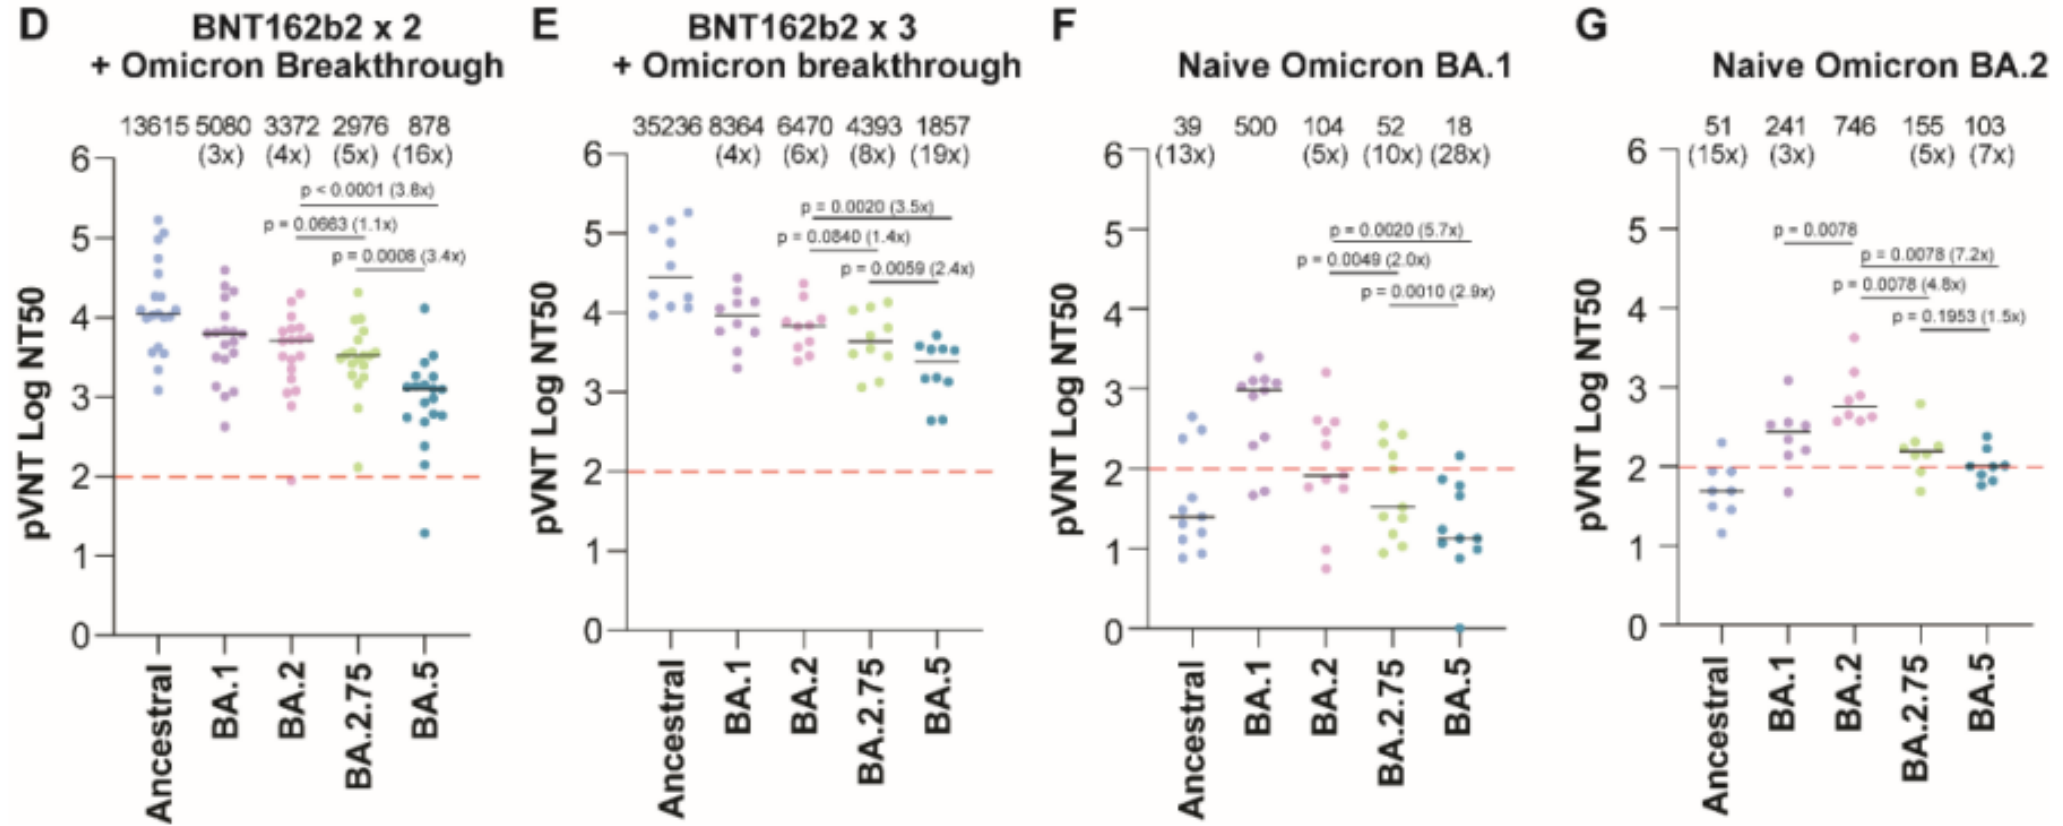 D
BNT162b2 x 2
+ Omicron Breakthrough
13615 5080 3372 2976 878
(3x) (4x) (5x) (16x)
p < 0.0001 (3.8x)
p = 0.0663 (1.1x)
p = 0.0008 (3.4x)
pVNT Log NT50
6
5
4
3
2
1
0
Ancestral
BA.1
BA.2
BA.2.75
BA.5
E
BNT162b2 x 3
+ Omicron breakthrough
35236 8364 6470 4393 1857
(4x) (6x) (8x) (19x)
p = 0.0020 (3.5x)
p = 0.0840 (1.4x)
p = 0.0059 (2.4x)
pVNT Log NT50
6
5
4
3
2
1
0
Ancestral
BA.1
BA.2
BA.2.75
BA.5
F
Naive Omicron BA.1
39 500 104 52 18
(13x) (5x) (10x) (28x)
p = 0.0020 (5.7x)
p = 0.0049 (2.0x)
p = 0.0010 (2.9x)
pVNT Log NT50
6
5
4
3
2
1
0
Ancestral
BA.1
BA.2
BA.2.75
BA.5
G
Naive Omicron BA.2
51 241 746 155 103
(15x) (3x) (5x) (7x)
p = 0.0078
p = 0.0078 (7.2x)
p = 0.0078 (4.8x)
p = 0.1953 (1.5x)
pVNT Log NT50
6
5
4
3
2
1
0
Ancestral
BA.1
BA.2
BA.2.75
BA.5